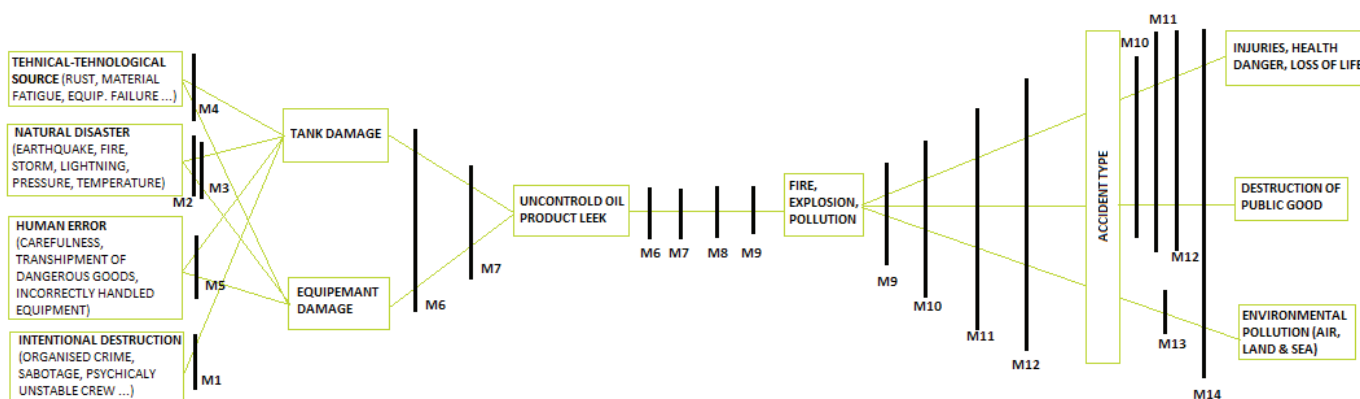 TEHNICAL-TEHNOLOGICAL
SOURCE (RUST, MATERIAL
FATIGUE, EQUIP. FAILURE ...)
M4
NATURAL DISASTER
(EARTHQUAKE, FIRE,
STORM, LIGHTNING,
PRESSURE, TEMPERATURE)
M3
M2
HUMAN ERROR
(CAREFULNESS,
TRANSHIPMENT OF
DANGEROUS GOODS,
INCORRECTLY HANDLED
EQUIPMENT)
M5
INTENTIONAL DESTRUCTION
(ORGANISED CRIME,
SABOTAGE, PSYCHICALY
UNSTABLE CREW ...)
M1
TANK DAMAGE
EQUIPEMANT
DAMAGE
M6
M7
UNCONTROLD OIL
PRODUCT LEEK
M6
M7
M8
M9
FIRE,
EXPLOSION,
POLLUTION
M9
M10
M11
M12
ACCIDENT TYPE
M10
M11
M12
M13
M14
INJURIES, HEALTH
DANGER, LOSS OF LIFE
DESTRUCTION OF
PUBLIC GOOD
ENVIRONMENTAL
POLLUTION (AIR,
LAND & SEA)